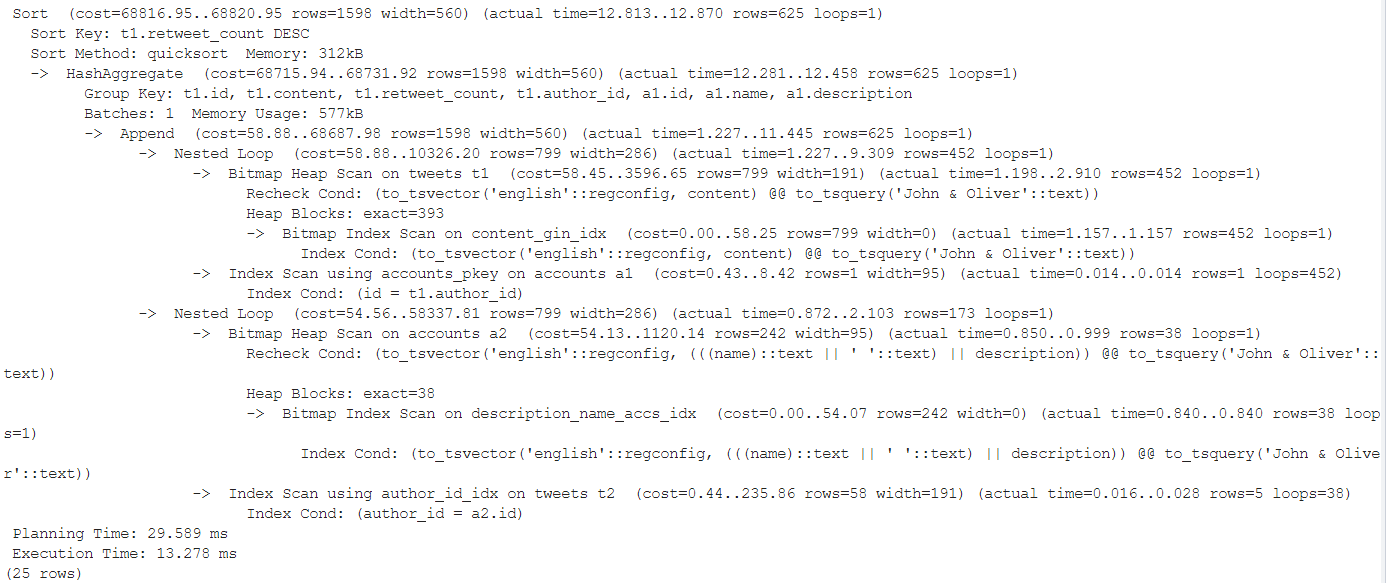 Sort  (cost=68816.95..68820.95 rows=1598 width=560) (actual time=12.813..12.870 rows=625 loops=1)
  Sort Key: t1.retweet_count DESC
  Sort Method: quicksort  Memory: 312kB
  ->  HashAggregate  (cost=68715.94..68731.92 rows=1598 width=560) (actual time=12.281..12.458 rows=625 loops=1)
        Group Key: t1.id, t1.content, t1.retweet_count, t1.author_id, a1.id, a1.name, a1.description
        Batches: 1  Memory Usage: 577kB
        ->  Append  (cost=58.88..68687.98 rows=1598 width=560) (actual time=1.227..11.445 rows=625 loops=1)
              ->  Nested Loop  (cost=58.88..10326.20 rows=799 width=286) (actual time=1.227..9.309 rows=452 loops=1)
                    ->  Bitmap Heap Scan on tweets t1  (cost=58.45..3596.65 rows=799 width=191) (actual time=1.198..2.910 rows=452 loops=1)
                          Recheck Cond: (to_tsvector('english'::regconfig, content) @@ to_tsquery('John & Oliver'::text))
                          Heap Blocks: exact=393
                          ->  Bitmap Index Scan on content_gin_idx  (cost=0.00..58.25 rows=799 width=0) (actual time=1.157..1.157 rows=452 loops=1)
                                Index Cond: (to_tsvector('english'::regconfig, content) @@ to_tsquery('John & Oliver'::text))
                    ->  Index Scan using accounts_pkey on accounts a1  (cost=0.43..8.42 rows=1 width=95) (actual time=0.014..0.014 rows=1 loops=452)
                          Index Cond: (id = t1.author_id)
              ->  Nested Loop  (cost=54.56..58337.81 rows=799 width=286) (actual time=0.872..2.103 rows=173 loops=1)
                    ->  Bitmap Heap Scan on accounts a2  (cost=54.13..1120.14 rows=242 width=95) (actual time=0.850..0.999 rows=38 loops=1)
                          Recheck Cond: (to_tsvector('english'::regconfig, (((name)::text || ' '::text) || description)) @@ to_tsquery('John & Oliver'::
text))
                          Heap Blocks: exact=38
                          ->  Bitmap Index Scan on description_name_accs_idx  (cost=0.00..54.07 rows=242 width=0) (actual time=0.840..0.840 rows=38 loop
s=1)
                                Index Cond: (to_tsvector('english'::regconfig, (((name)::text || ' '::text) || description)) @@ to_tsquery('John & Olive
r'::text))
                    ->  Index Scan using author_id_idx on tweets t2  (cost=0.44..235.86 rows=58 width=191) (actual time=0.016..0.028 rows=5 loops=38)
                          Index Cond: (author_id = a2.id)
Planning Time: 29.589 ms
Execution Time: 13.278 ms
(25 rows)